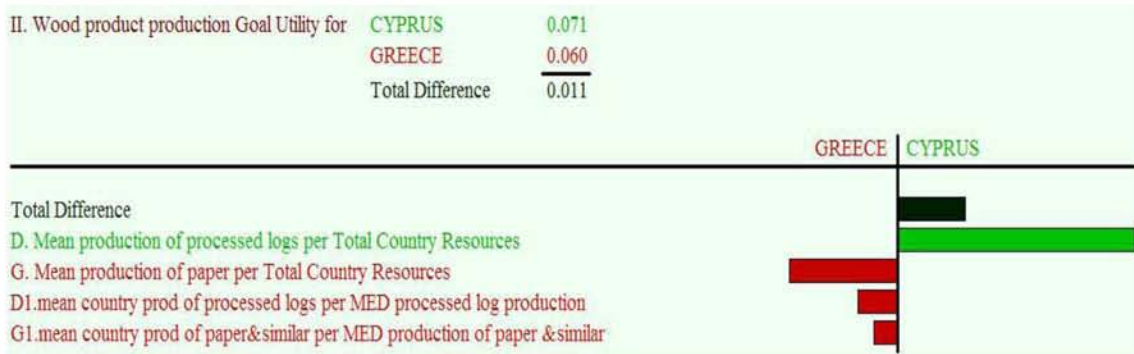 II. Wood product production Goal Utility for CYPRUS 0.071
GREECE 0.060
Total Difference 0.011
GREECE CYPRUS
Total Difference
D. Mean production of processed logs per Total Country Resources
G. Mean production of paper per Total Country Resources
D1.mean country prod of processed logs per MED processed log production
G1.mean country prod of paper&similar per MED production of paper &similar